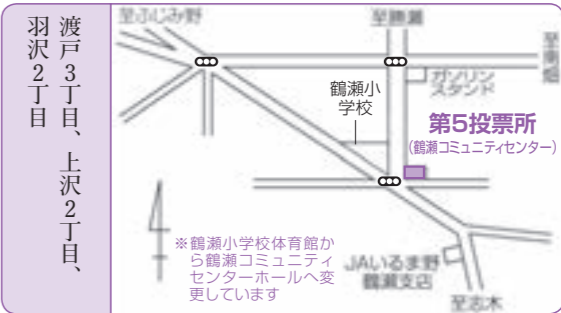 渡戸3丁目、上沢2丁目、
羽沢2丁目
至ふじみ野
至勝瀬
至東畑
ガソリン
スタンド
鶴瀬小
学校
第5投票所
(鶴瀬コミュニティセンター)
※鶴瀬小学校体育館か
ら鶴瀬コミュニティ
センターホールへ変
更しています
JAいるま野
鶴瀬支店
至志木